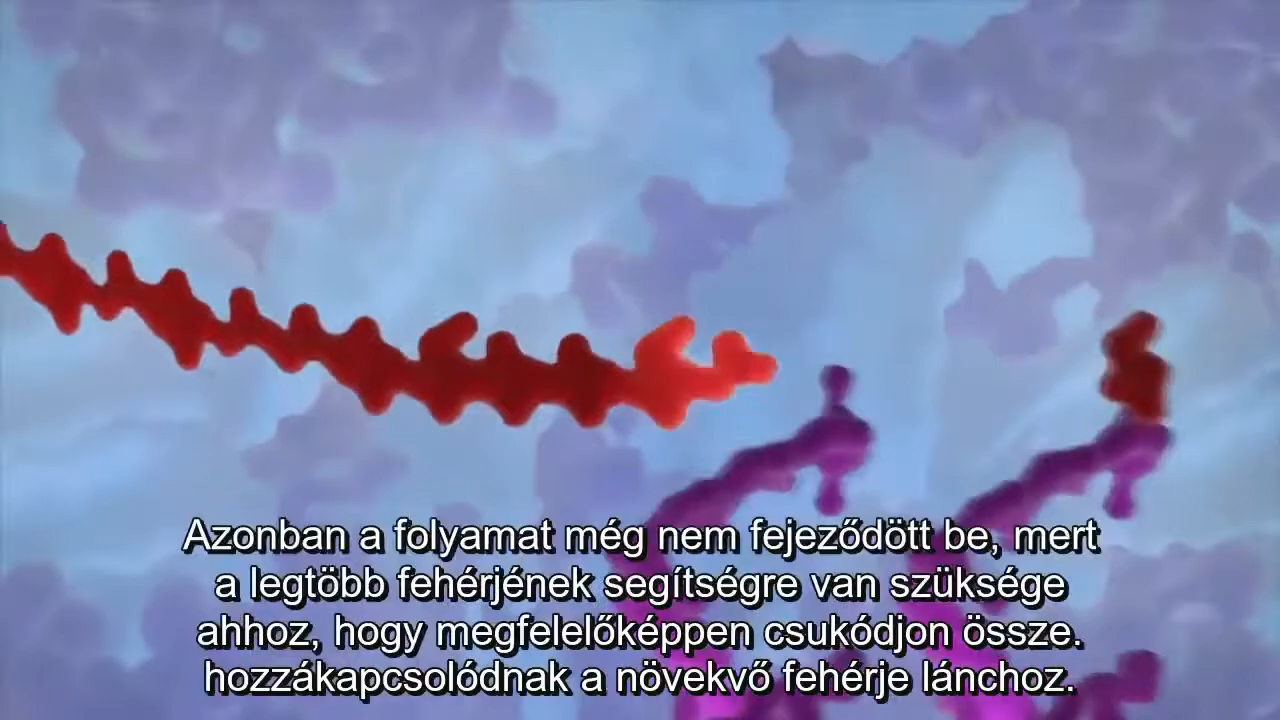 Azonban a folyamat még nem fejeződött be, mert
a legtöbb fehérjének segítségre van szüksége
ahhoz, hogy megfelelőképpen csukódjon össze.
hozzákapcsolódnak a növekvő fehérje lánchoz.